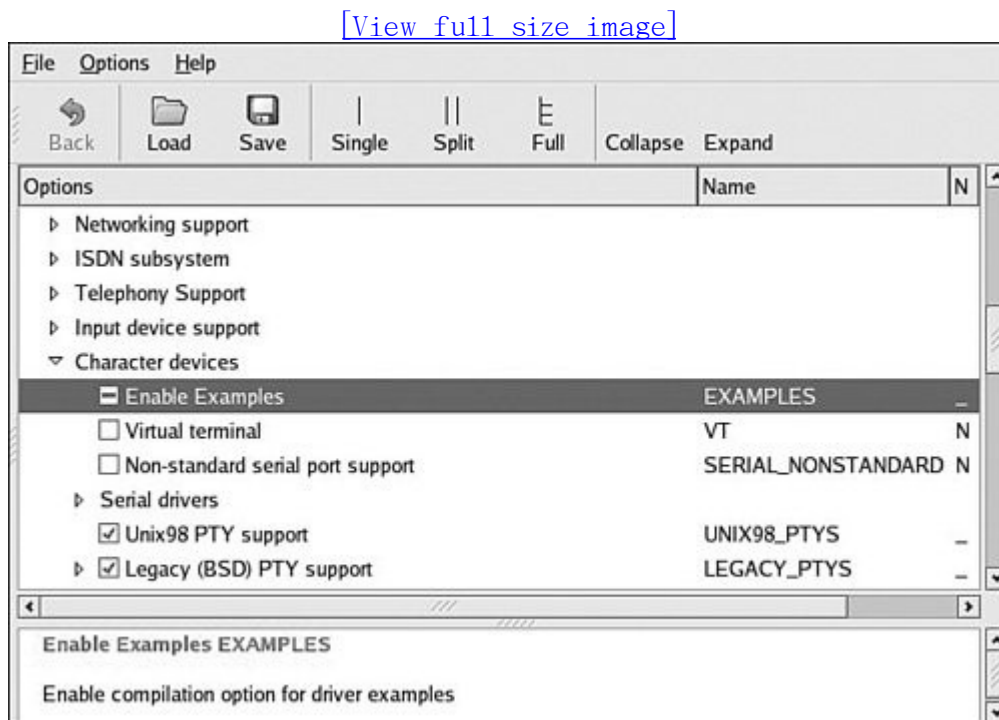 [View full size image]
File Options Help
Back Load Save Single Split Full Collapse Expand
Options Name N
Networking support
ISDN subsystem
Telephony Support
Input device support
Character devices
Enable Examples EXAMPLES _
Virtual terminal VT N
Non-standard serial port support SERIAL_NONSTANDARD N
Serial drivers
Unix98 PTY support UNIX98_PTYS _
Legacy (BSD) PTY support LEGACY_PTYS _
Enable Examples EXAMPLES
Enable compilation option for driver examples